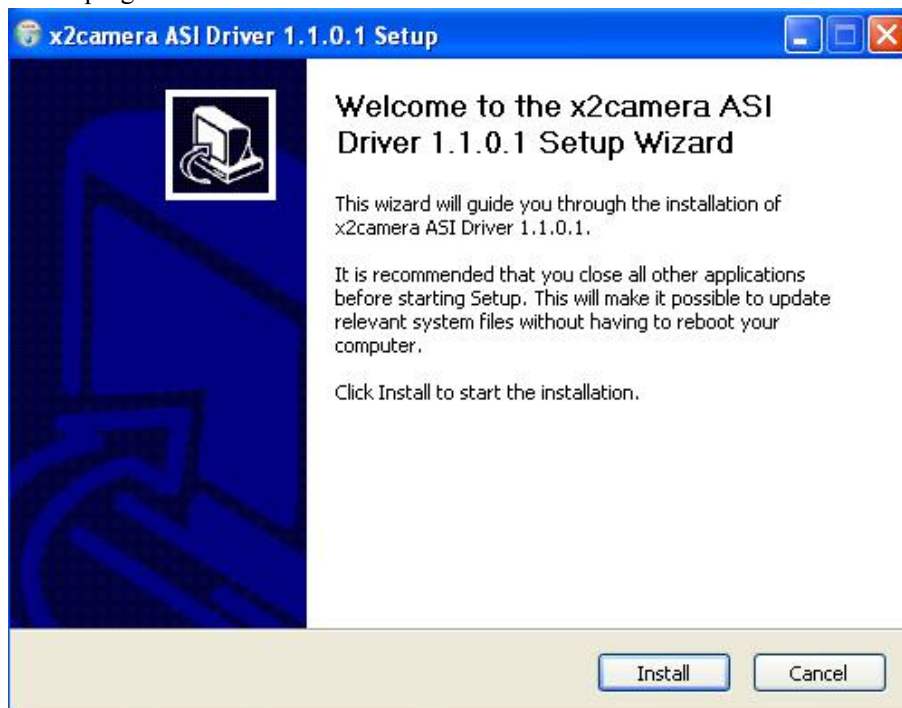 x2camera ASI Driver 1.1.0.1 Setup
Welcome to the x2camera ASI
Driver 1.1.0.1 Setup Wizard
This wizard will guide you through the installation of
x2camera ASI Driver 1.1.0.1.
It is recommended that you close all other applications
before starting Setup. This will make it possible to update
relevant system files without having to reboot your
computer.
Click Install to start the installation.
Install
Cancel